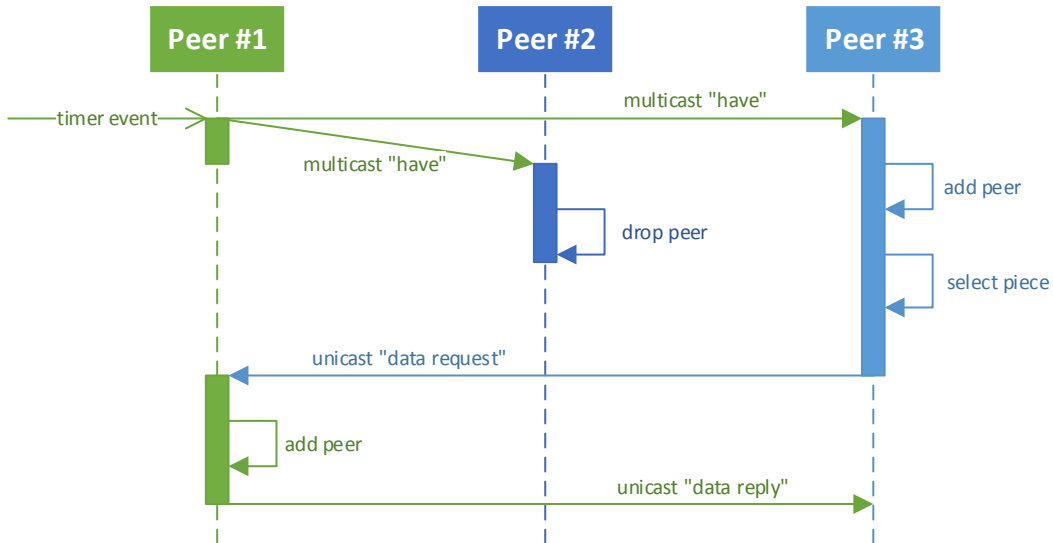 Peer #1
Peer #2
Peer #3
multicast "have"
timer event
multicast "have"
add peer
drop peer
select piece
unicast "data request"
add peer
unicast "data reply"